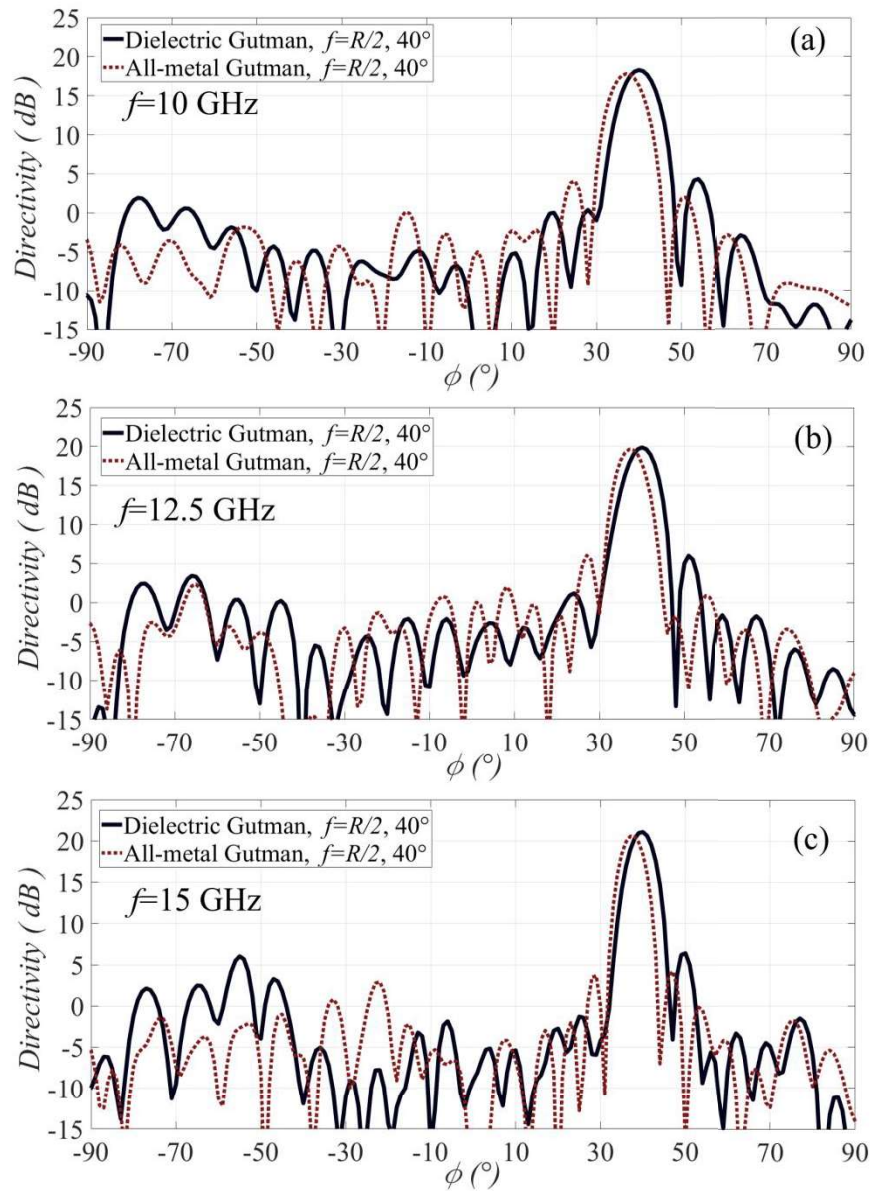 25
20
15
10
5
0
-5
-10
-15
Directivity ( dB )
Dielectric Gutman, f=R/2, 40°
All-metal Gutman, f=R/2, 40°
f=10 GHz
(a)
-90 -70 -50 -30 -10 10 30 50 70 90
ϕ (°)
25
20
15
10
5
0
-5
-10
-15
Directivity ( dB )
Dielectric Gutman, f=R/2, 40°
All-metal Gutman, f=R/2, 40°
f=12.5 GHz
(b)
-90 -70 -50 -30 -10 10 30 50 70 90
ϕ (°)
25
20
15
10
5
0
-5
-10
-15
Directivity ( dB )
Dielectric Gutman, f=R/2, 40°
All-metal Gutman, f=R/2, 40°
f=15 GHz
(c)
-90 -70 -50 -30 -10 10 30 50 70 90
ϕ (°)